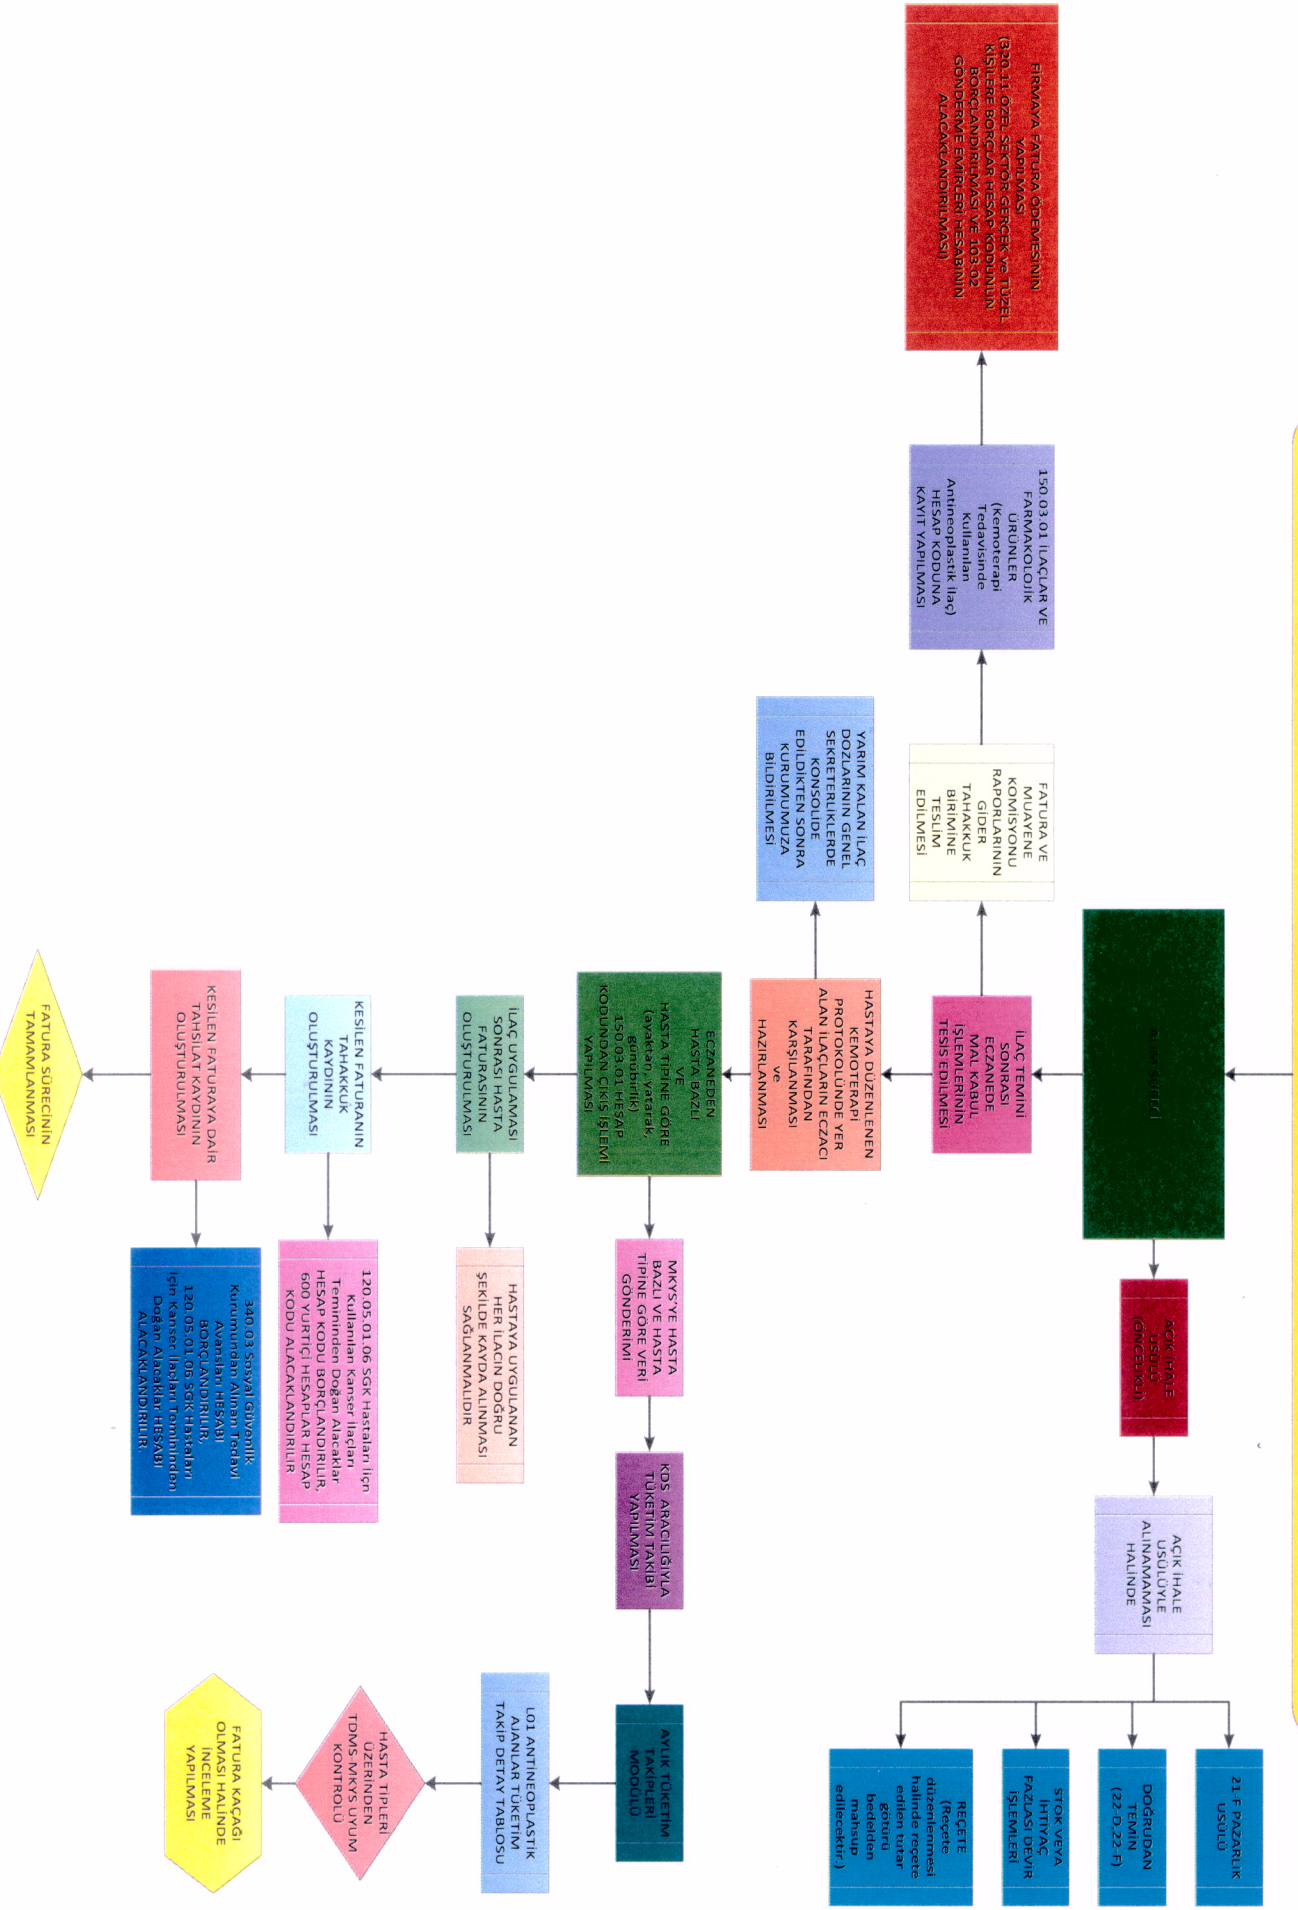 FİRMAYA FATURA ÖDEMESİNİN
YAPILMASI
(320.11 ÖZEL SEKTÖR GERÇEK ve TÜZEL
KİŞİLERE BORÇLAR HESAP KODUNUN
BORÇLANDIRILMASI VE 103.02
GÖNDERME EMİRLERİ HESABININ
ALACAKLANDIRILMASI)
150.03.01 İLAÇLAR VE
FARMAKOLOJİK
ÜRÜNLER
(Kemoterapi
Tedavisinde
Kullanılan
Antineoplastik İlaç)
HESAP KODUNA
KAYIT YAPILMASI
FATURA VE
MUAYENE
KOMİSYONU
RAPORLARININ
GİDER
TAHAKKUK
BİRİMİNE
TESLİM
EDİLMESİ
İLAÇ TEMİNİ
SONRASI
ECZANEDE
MAL KABUL
İŞLEMLERİNİN
TESİS EDİLMESİ
AÇIK İHALE
USÜLÜ
(ÖNCELİKLİ)
AÇIK İHALE
USÜLÜYLE
ALINAMAMASI
HALİNDE
21-F PAZARLIK
USÜLÜ
DOĞRUDAN
TEMİN
(22-D,22-F)
STOK VEYA
İHTİYAÇ
FAZLASI DEVİR
İŞLEMLERİ
REÇETE
(Reçete
düzenlenmesi
halinde reçete
edilen tutar
götürü
bedelden
mahsup
edilecektir.)
YARIM KALAN İLAÇ
DOZLARININ GENEL
SEKRETERLİKLERDE
KONSOLİDE
EDİLDİKTEN SONRA
KURUMUMUZA
BİLDİRİLMESİ
HASTAYA DÜZENLENEN
KEMOTERAPİ
PROTOKOLÜNDE YER
ALAN İLAÇLARIN ECZACI
TARAFINDAN
KARŞILANMASI
ve
HAZIRLANMASI
ECZANEDEN
HASTA BAZLI
VE
HASTA TİPİNE GÖRE
(ayaktan, yatarak,
günübirlik)
150.03.01 HESAP
KODUNDAN ÇIKIŞ İŞLEMİ
YAPILMASI
MKYS'YE HASTA
BAZLI VE HASTA
TİPİNE GÖRE VERİ
GÖNDERİMİ
KDS ARACILIĞIYLA
TÜKETİM TAKİBİ
YAPILMASI
AYLIK TÜKETİM
TAKİPLERİ
MODÜLÜ
L01 ANTİNEOPLASTİK
AJANLAR TÜKETİM
TAKİP DETAY TABLOSU
HASTA TİPLERİ
ÜZERİNDEN
TDMS-MKYS UYUM
KONTROLÜ
FATURA KAÇAĞI
OLMASI HALİNDE
İNCELEME
YAPILMASI
İLAÇ UYGULAMASI
SONRASI HASTA
FATURASININ
OLUŞTURULMASI
HASTAYA UYGULANAN
HER İLACIN DOĞRU
ŞEKİLDE KAYDA ALINMASI
SAĞLANMALIDIR
KESİLEN FATURANIN
TAHAKKUK
KAYDININ
OLUŞTURULMASI
120.05.01.06 SGK Hastaları İiçn
Kullanılan Kanser İlaçları
Temininden Doğan Alacaklar
HESAP KODU BORÇLANDIRILIR,
600 YURTİÇİ HESAPLAR HESAP
KODU ALACAKLANDIRILIR
KESİLEN FATURAYA DAİR
TAHSİLAT KAYDININ
OLUŞTURULMASI
340.03 Sosyal Güvenlik
Kurumundan Alınan Tedavi
Avansları HESABI
BORÇLANDIRILIR,
120.05.01.06 SGK Hastaları
için Kanser İlaçları Temininden
Doğan Alacaklar HESABI
ALACAKLANDIRILIR.
FATURA SÜRECİNİN
TAMAMLANMASI